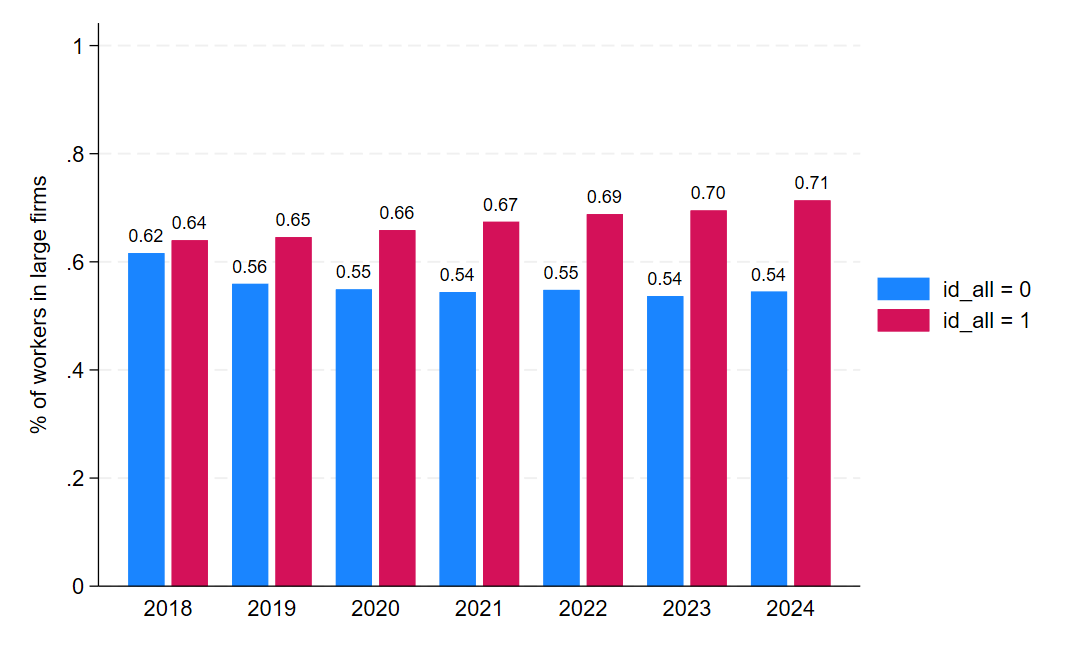 % of workers in large firms
1
.8
.6
.4
.2
0
0.62 0.64 0.56 0.65 0.55 0.66 0.54 0.67 0.55 0.69 0.54 0.70 0.54 0.71
2018 2019 2020 2021 2022 2023 2024
id_all = 0
id_all = 1